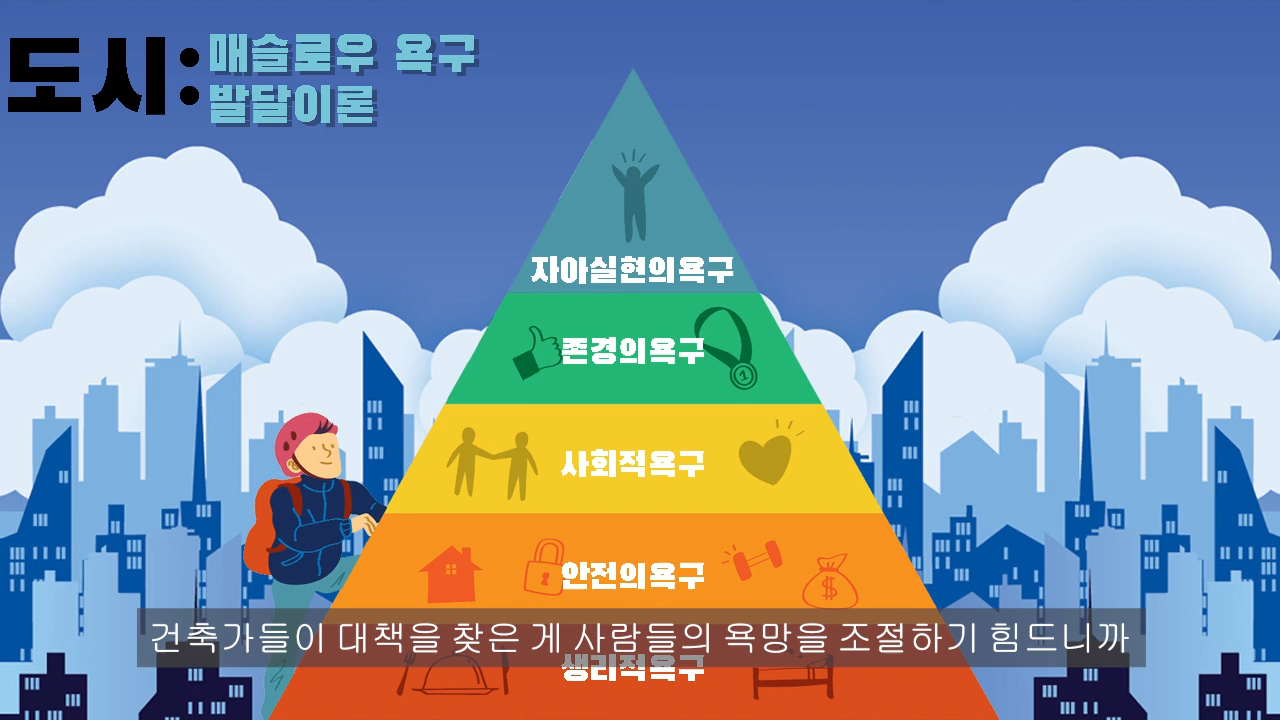 도시:
매슬로우 욕구
발달이론
자아실현의욕구
존경의욕구
1
사회적욕구
안전의욕구
$
건축가들이 대책을 찾은 게 사람들의 욕망을 조절하기 힘드니까
생리적욕구